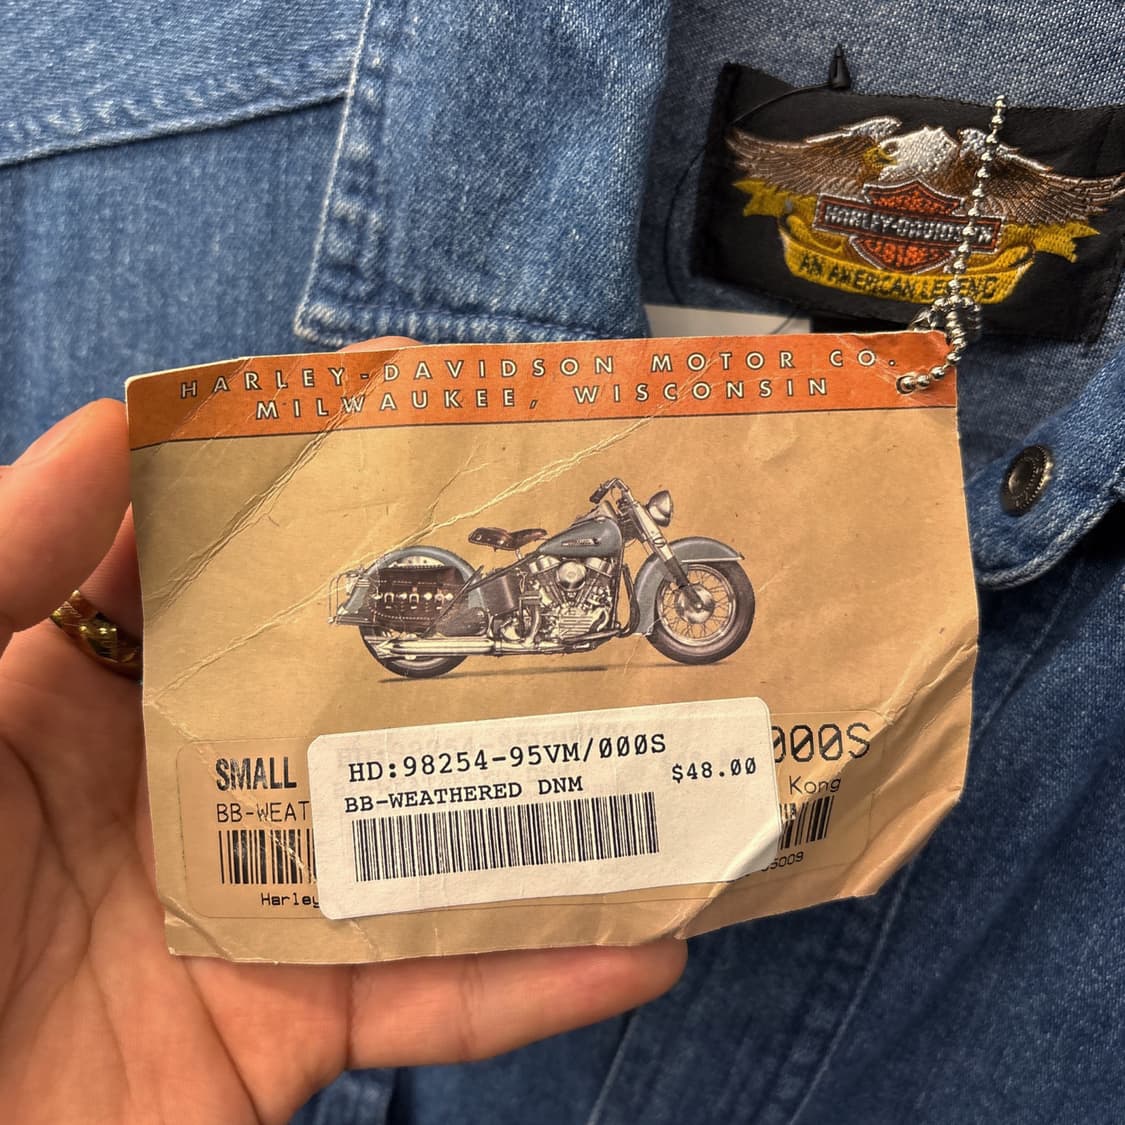 HARLEY-DAVIDSON
AN AMERICAN LEGEND
HARLEY-DAVIDSON MOTOR CO.
MILWAUKEE, WISCONSIN
SMALL
000S
BB-WEAT
Kong
Harley
5009
HD:98254-95VM/000S
$48.00
BB-WEATHERED DNM